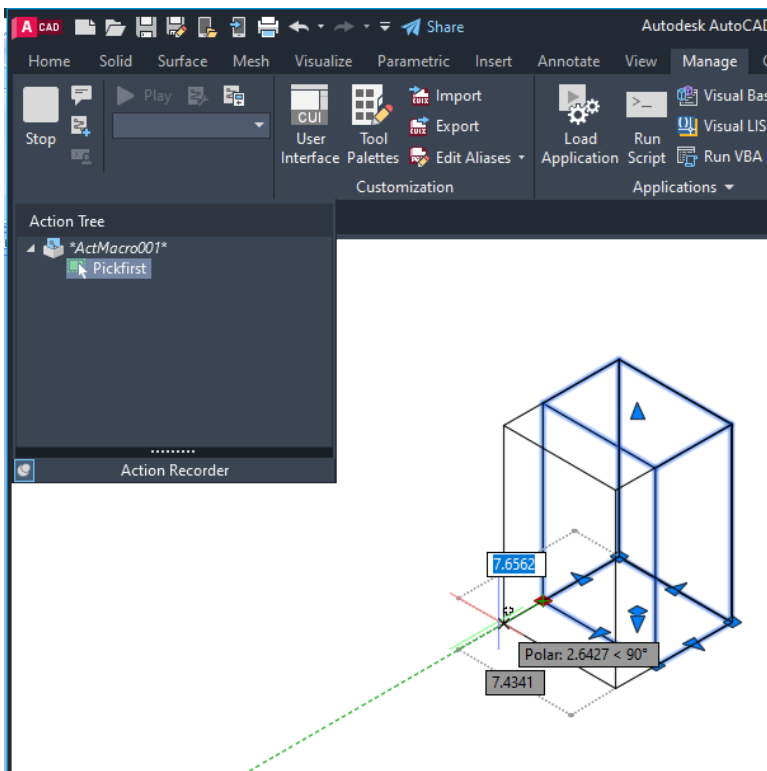 A CAD Share Autodesk AutoCAD
Home Solid Surface Mesh Visualize Parametric Insert Annotate View Manage
Stop
Play
CUI
User
Interface
Tool
Palettes
Import
Export
Edit Aliases
Customization
Load
Application
Run
Script
Visual Bas
Visual LIS
Run VBA
Applications
Action Tree
*ActMacro001*
Pickfirst
Action Recorder
7.6562
Polar: 2.6427 < 90°
7.4341